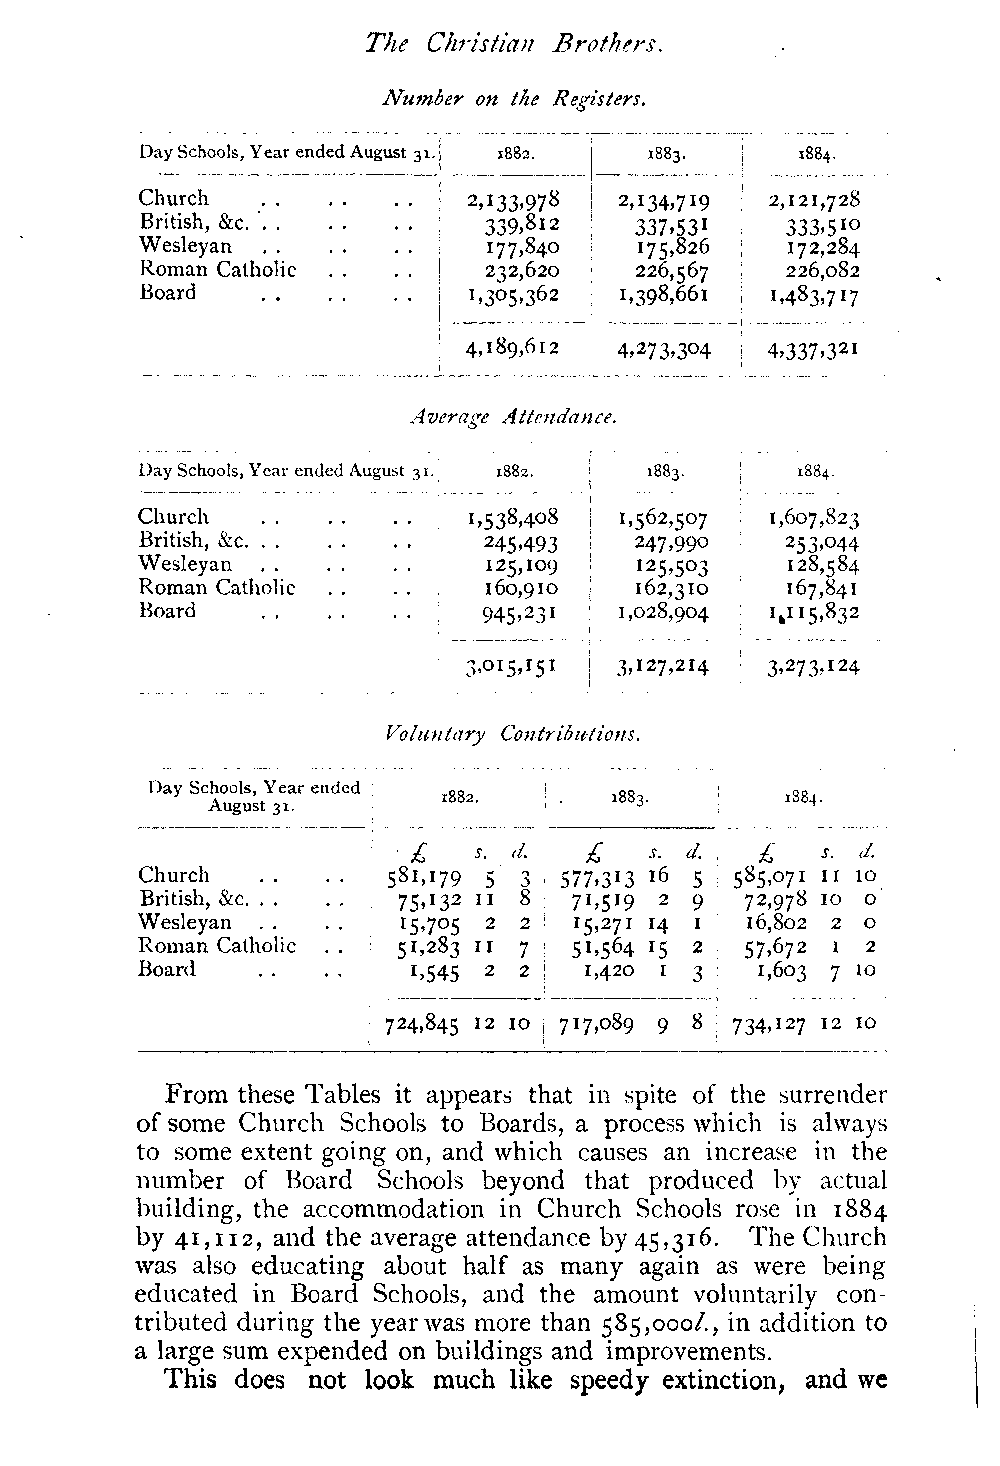 The Christian Brothers.
Number on the Registers.
Day Schools, Year ended August 31. 1882. 1883. 1884.
Church .. .. .. 2,133,978 2,134,719 2,121,728
British, &c. .. .. .. 339,812 337,531 333,510
Wesleyan .. .. .. 177,840 175,826 172,284
Roman Catholic .. .. 232,620 226,567 226,082
Board .. .. .. 1,305,362 1,398,661 1,483,717
4,189,612 4,273,304 4,337,321
Average Attendance.
Day Schools, Year ended August 31. 1882. 1883. 1884.
Church .. .. .. 1,538,408 1,562,507 1,607,823
British, &c. .. .. .. 245,493 247,990 253,044
Wesleyan .. .. .. 125,109 125,503 128,584
Roman Catholic .. .. 160,910 162,310 167,841
Board .. .. .. 945,231 1,028,904 1,115,832
3,015,151 3,127,214 3,273,124
Voluntary Contributions.
Day Schools, Year ended
August 31. 1882. 1883. 1884.
£ s. d. £ s. d. £ s. d.
Church .. .. 581,179 5 3 577,313 16 5 585,071 11 10
British, &c. .. .. 75,132 11 8 71,519 2 9 72,978 10 0
Wesleyan .. .. 15,705 2 2 15,271 14 1 16,802 2 0
Roman Catholic .. 51,283 11 7 51,564 15 2 57,672 1 2
Board .. .. 1,545 2 2 1,420 1 3 1,603 7 10
724,845 12 10 717,089 9 8 734,127 12 10
From these Tables it appears that in spite of the surrender
of some Church Schools to Boards, a process which is always
to some extent going on, and which causes an increase in the
number of Board Schools beyond that produced by actual
building, the accommodation in Church Schools rose in 1884
by 41,112, and the average attendance by 45,316. The Church
was also educating about half as many again as were being
educated in Board Schools, and the amount voluntarily con-
tributed during the year was more than 585,000l., in addition to
a large sum expended on buildings and improvements.
This does not look much like speedy extinction, and we